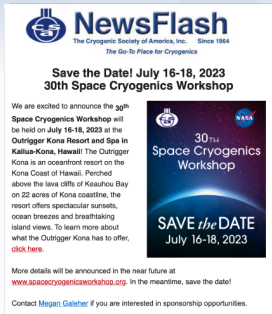 NewsFlash
The Cryogenic Society of America, Inc. Since 1964
The Go-To Place for Cryogenics
Save the Date! July 16-18, 2023
30th Space Cryogenics Workshop
We are excited to announce the 30th
Space Cryogenics Workshop will
be held on July 16-18, 2023 at the
Outrigger Kona Resort and Spa in
Kailua-Kona, Hawaii! The Outrigger
Kona is an oceanfront resort on the
Kona Coast of Hawaii. Perched
above the lava cliffs of Keauhou Bay
on 22 acres of Kona coastline, the
resort offers spectacular sunsets,
ocean breezes and breathtaking
island views. To learn more about
what the Outrigger Kona has to offer,
click here.
NASA
30TH
Space Cryogenics
Workshop
SAVE the DATE
July 16-18, 2023
More details will be announced in the near future at
www.spacecryogenicsworkshop.org. In the meantime, save the date!
Contact Megan Galeher if you are interested in sponsorship opportunities.